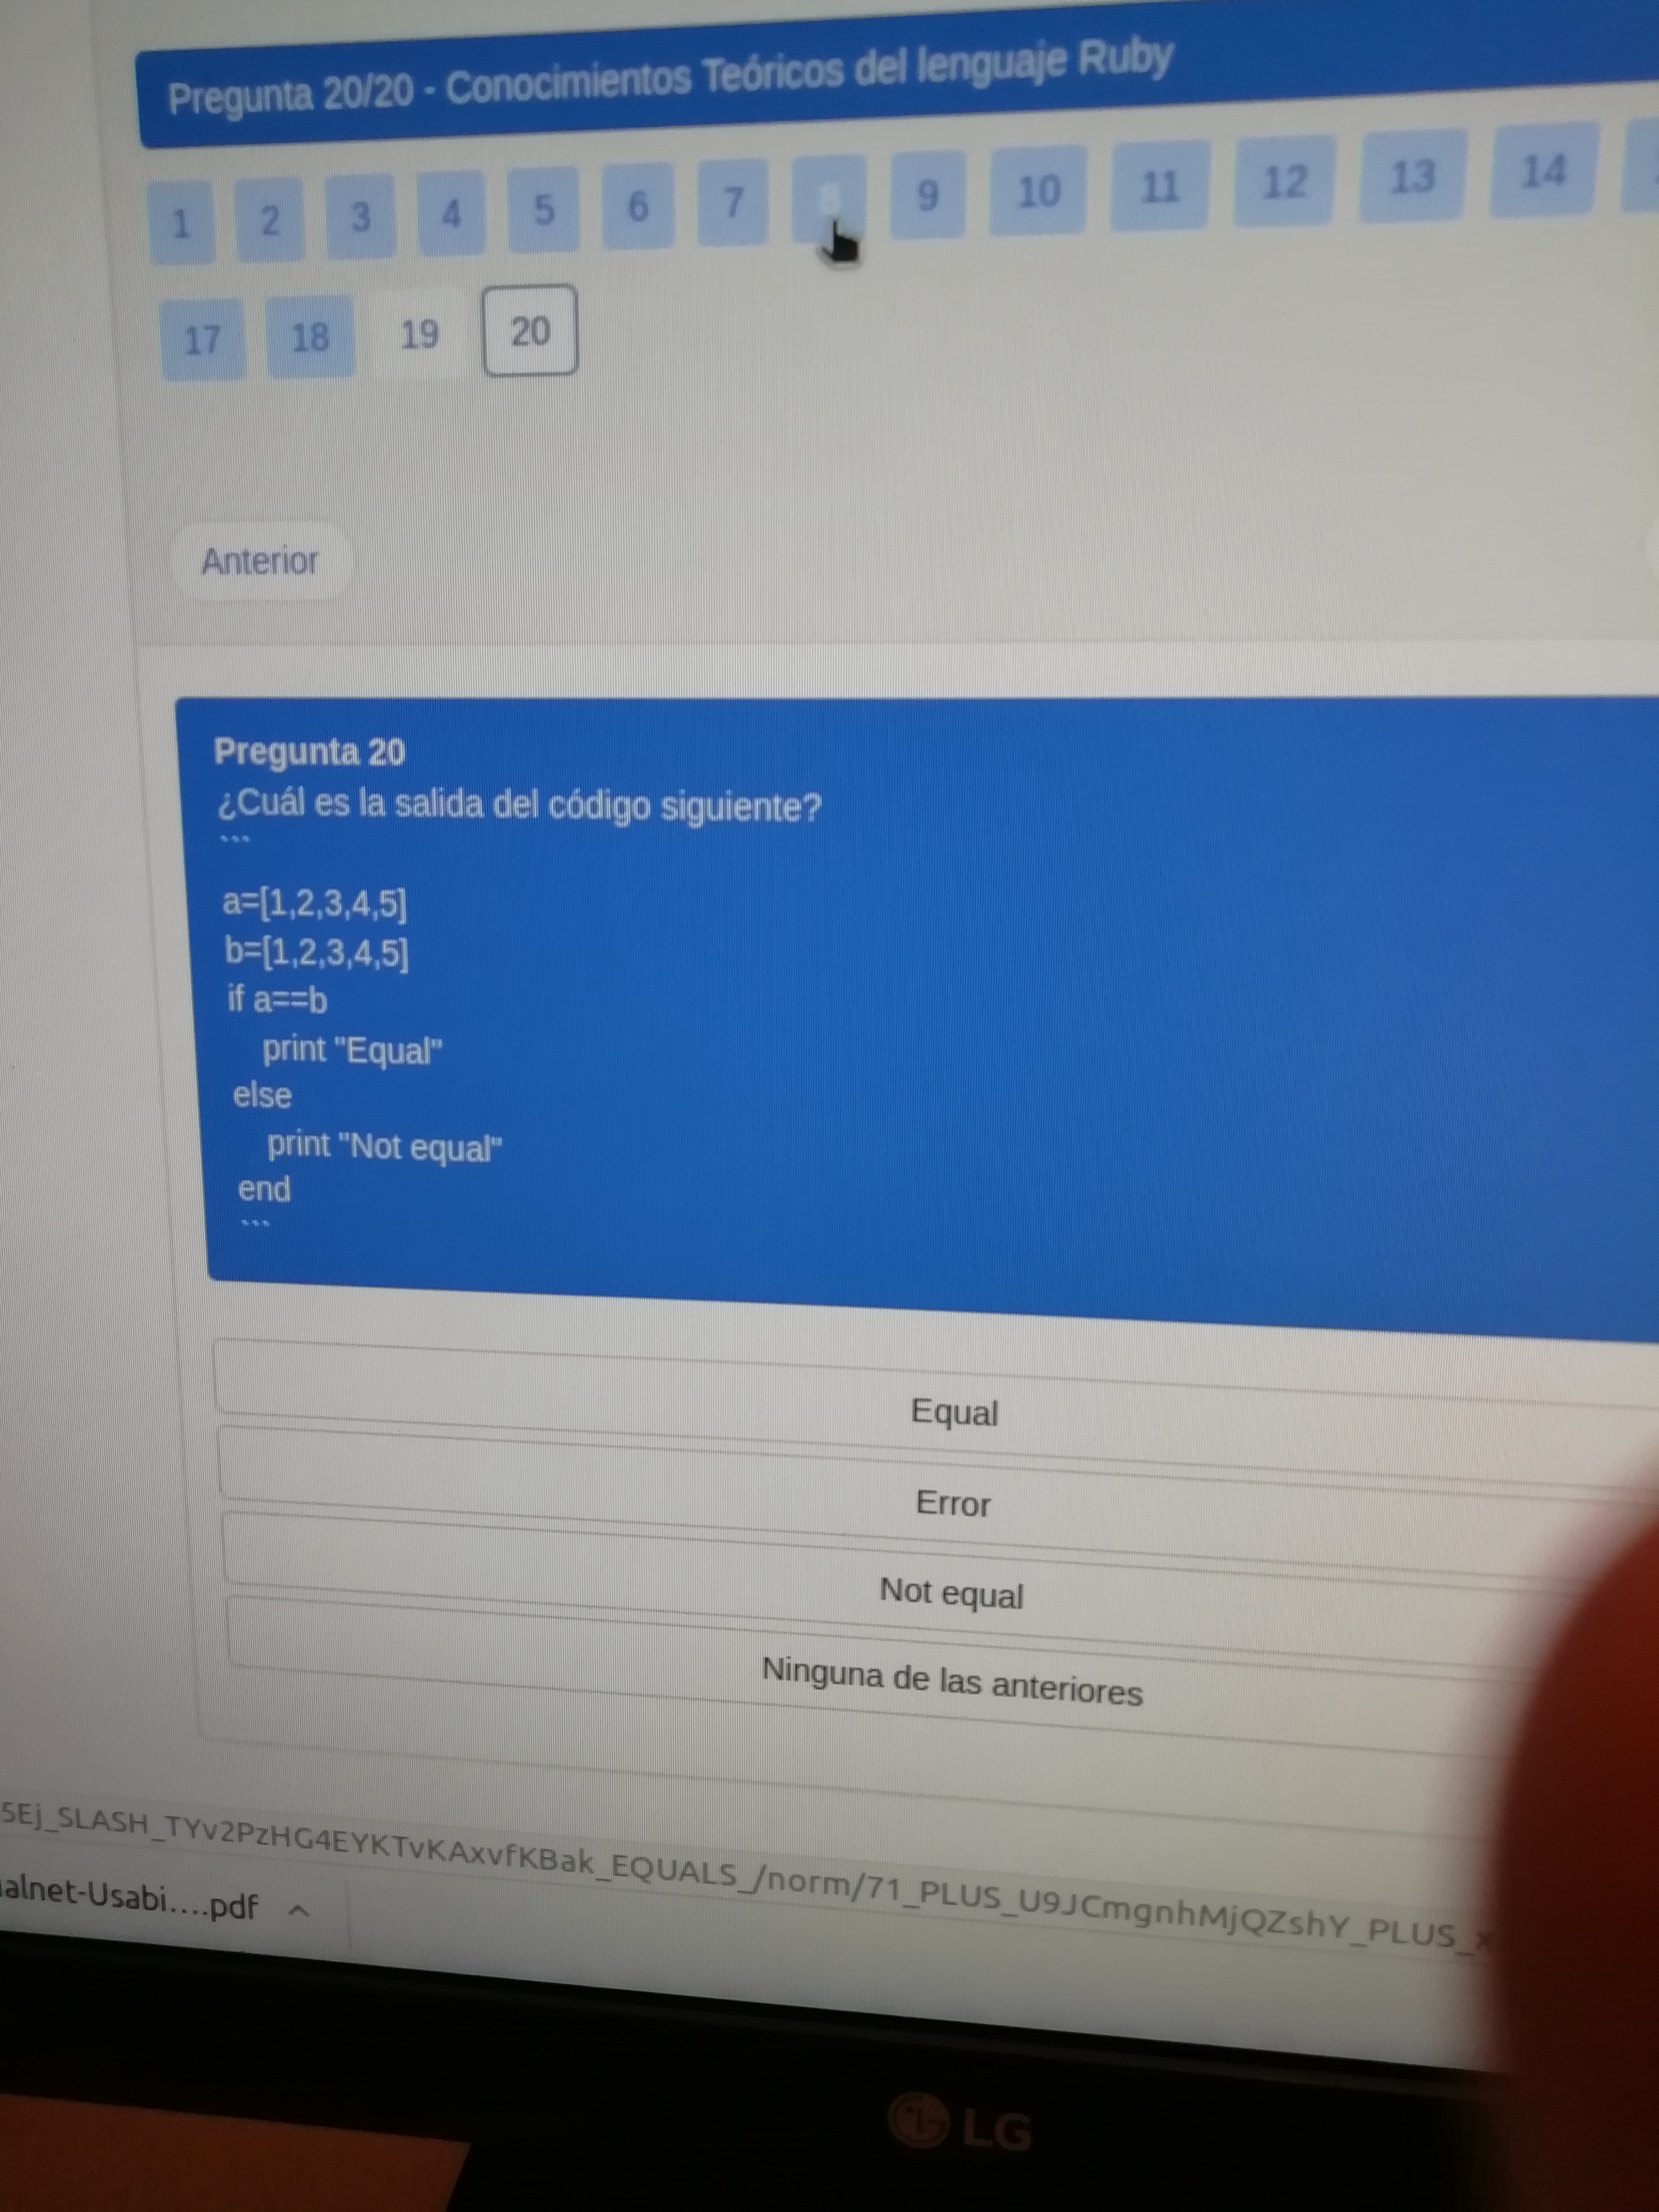 Pregunta 20/20 - Conocimientos Teóricos del lenguaje Ruby
1 2 3 4 5 6 7 8 9 10 11 12 13 14
17 18 19 20
Anterior
Pregunta 20
¿Cuál es la salida del código siguiente?
```
a=[1,2,3,4,5]
b=[1,2,3,4,5]
if a==b
print "Equal"
else
print "Not equal"
end
```
Equal
Error
Not equal
Ninguna de las anteriores
5Ej_SLASH_TYv2PzHG4EYKTvKAxvfKBak_EQUALS_/norm/71_PLUS_U9JCmgnhMjQZshY_PLUS_
alnet-Usabi....pdf
LG